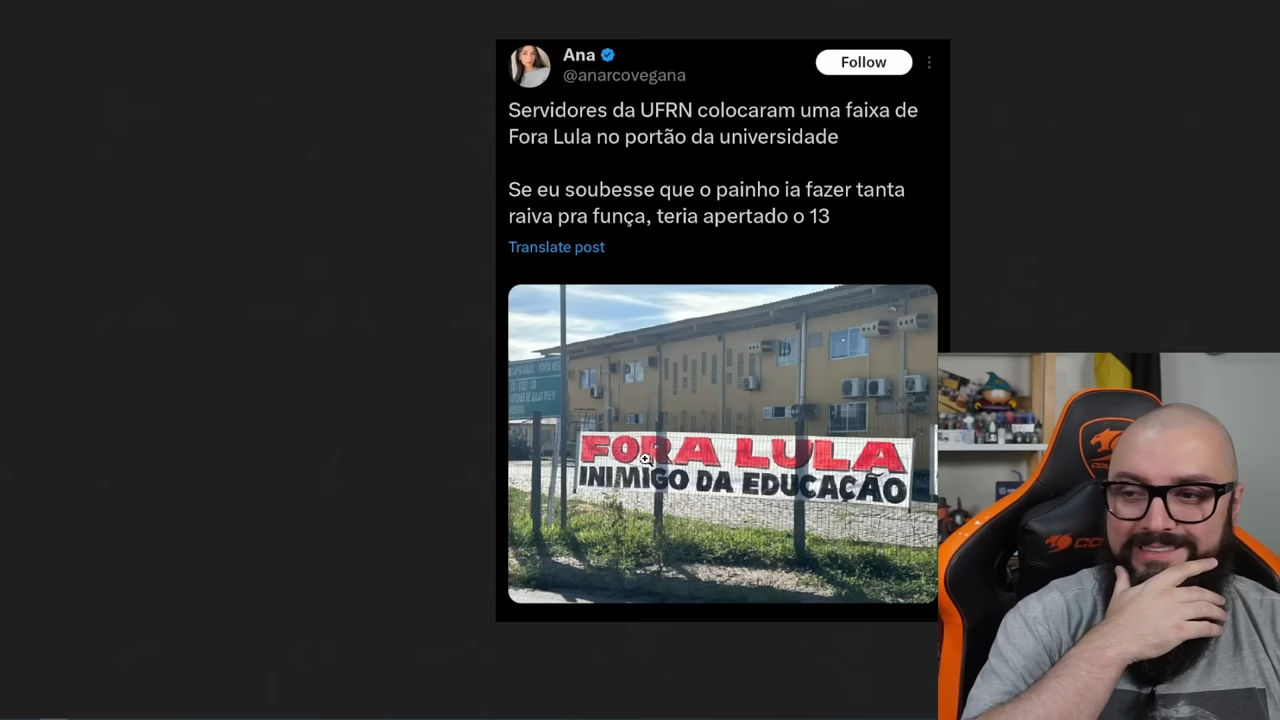 Ana
@anarcovegana
Follow
Servidores da UFRN colocaram uma faixa de
Fora Lula no portão da universidade
Se eu soubesse que o painho ia fazer tanta
raiva pra funça, teria apertado o 13
Translate post
FORA LULA
INIMIGO DA EDUCAÇÃO